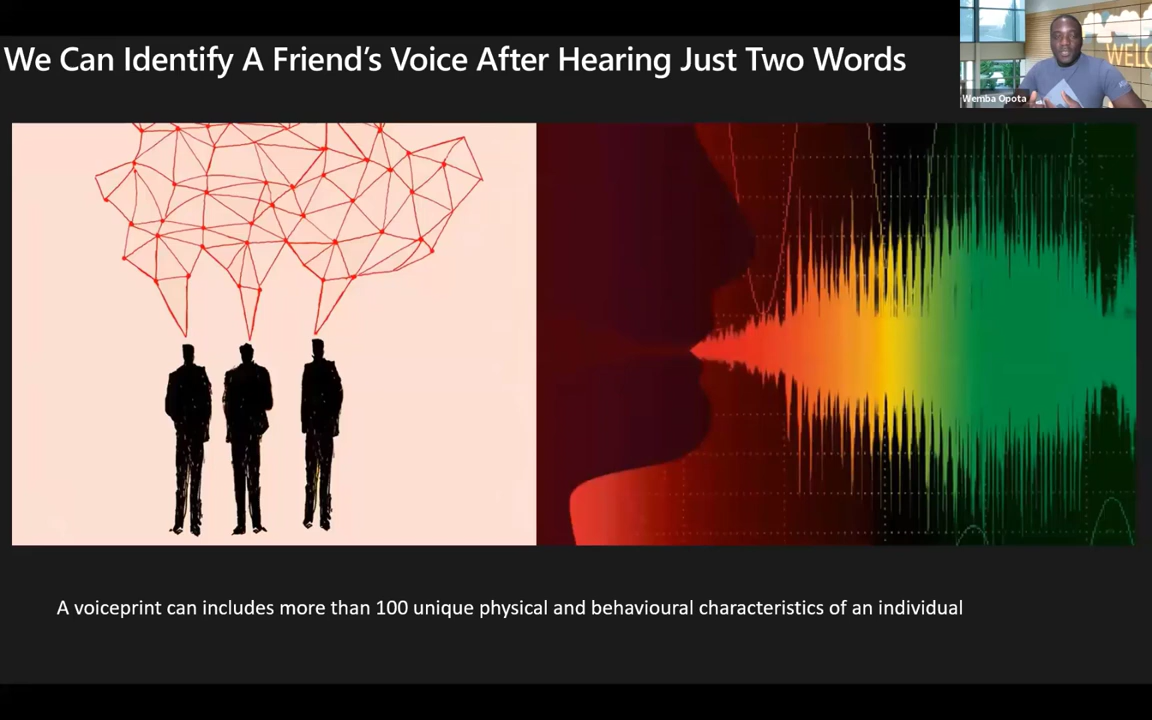 We Can Identify A Friend's Voice After Hearing Just Two Words
WELC
Wemba Opota
A voiceprint can includes more than 100 unique physical and behavioural characteristics of an individual